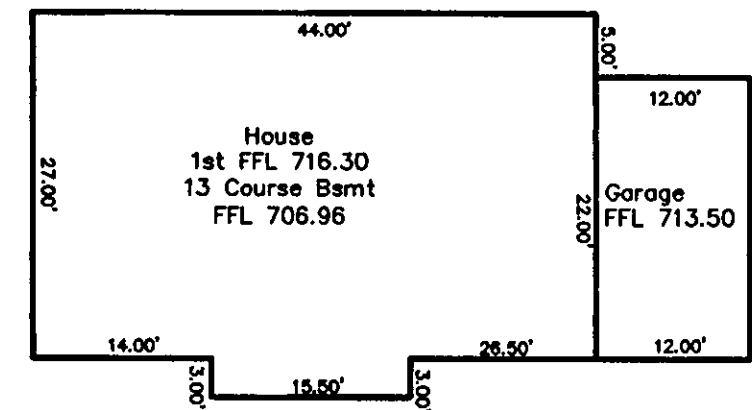 44.00'
5.00'
12.00'
House
1st FFL 716.30
13 Course Bsmt
FFL 706.96
27.00'
22.00'
Garage
FFL 713.50
14.00'
26.50'
12.00'
3.00'
15.50'
3.00'